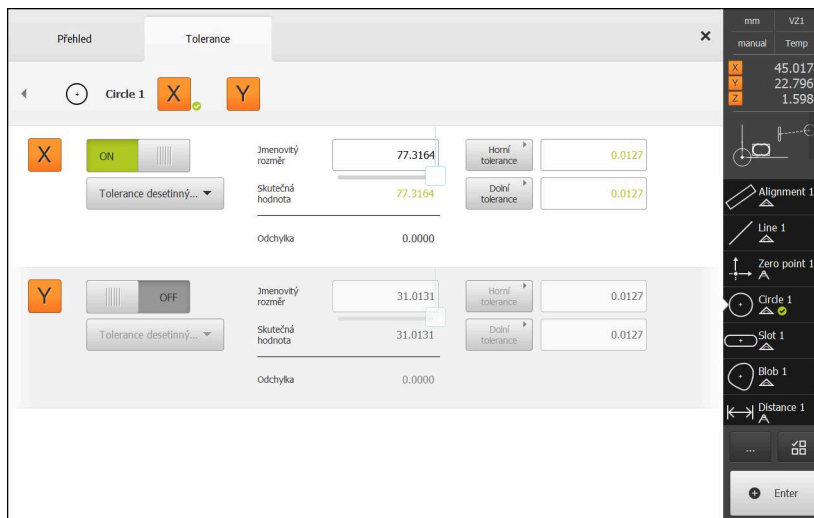 Přehled
Tolerance
×
Circle 1
X
Y
X
ON
Jmenovitý
rozměr
77.3164
Horní
tolerance
0.0127
Tolerance desetinný...
Skutečná
hodnota
77.3164
Dolní
tolerance
0.0127
Odchylka
0.0000
Y
OFF
Jmenovitý
rozměr
31.0131
Horní
tolerance
0.0127
Tolerance desetinný...
Skutečná
hodnota
31.0131
Dolní
tolerance
0.0127
Odchylka
0.0000
mm VZ1
manual Temp
X 45.017
Y 22.796
Z 1.598
Alignment 1
Line 1
Zero point 1
Circle 1
Slot 1
Blob 1
Distance 1
...
Enter